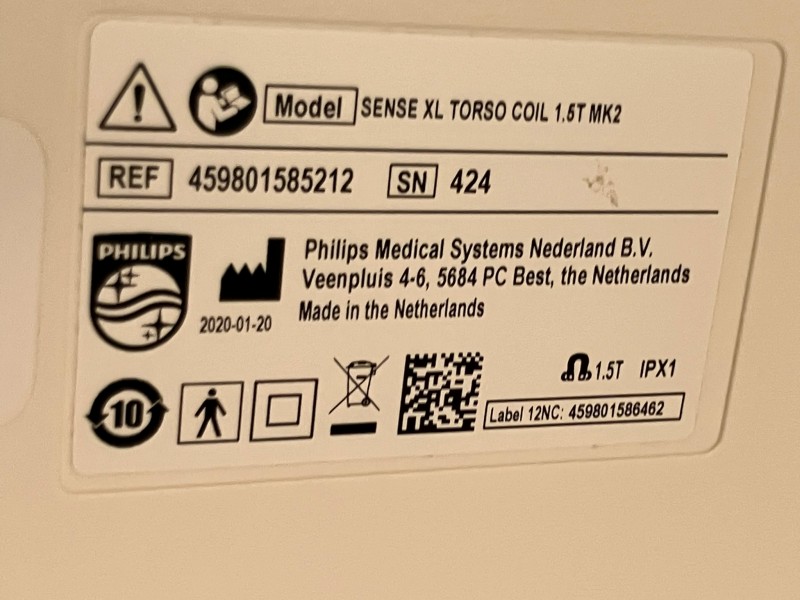 Model SENSE XL TORSO COIL 1.5T MK2
REF 459801585212 SN 424
PHILIPS
Philips Medical Systems Nederland B.V.
Veenpluis 4-6, 5684 PC Best, the Netherlands
2020-01-20
Made in the Netherlands
1.5T IPX1
10
Label 12NC: 459801586462